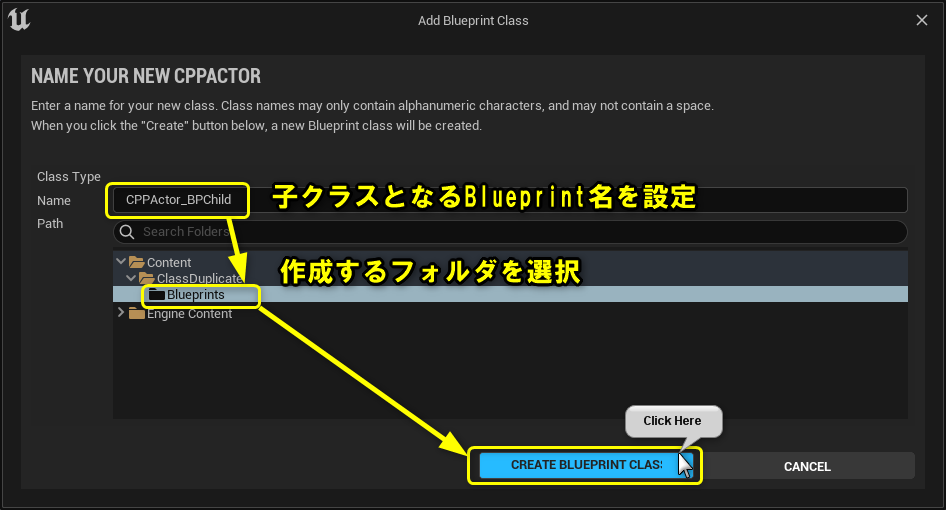 Add Blueprint Class
NAME YOUR NEW CPPACTOR
Enter a name for your new class. Class names may only contain alphanumeric characters, and may not contain a space.
When you click the "Create" button below, a new Blueprint class will be created.
Class Type
Name
CPPActor_BPChild
子クラスとなるBlueprint名を設定
Path
Search Folders
Content
ClassDuplicate
作成するフォルダを選択
Blueprints
Engine Content
Click Here
CREATE BLUEPRINT CLASS
CANCEL